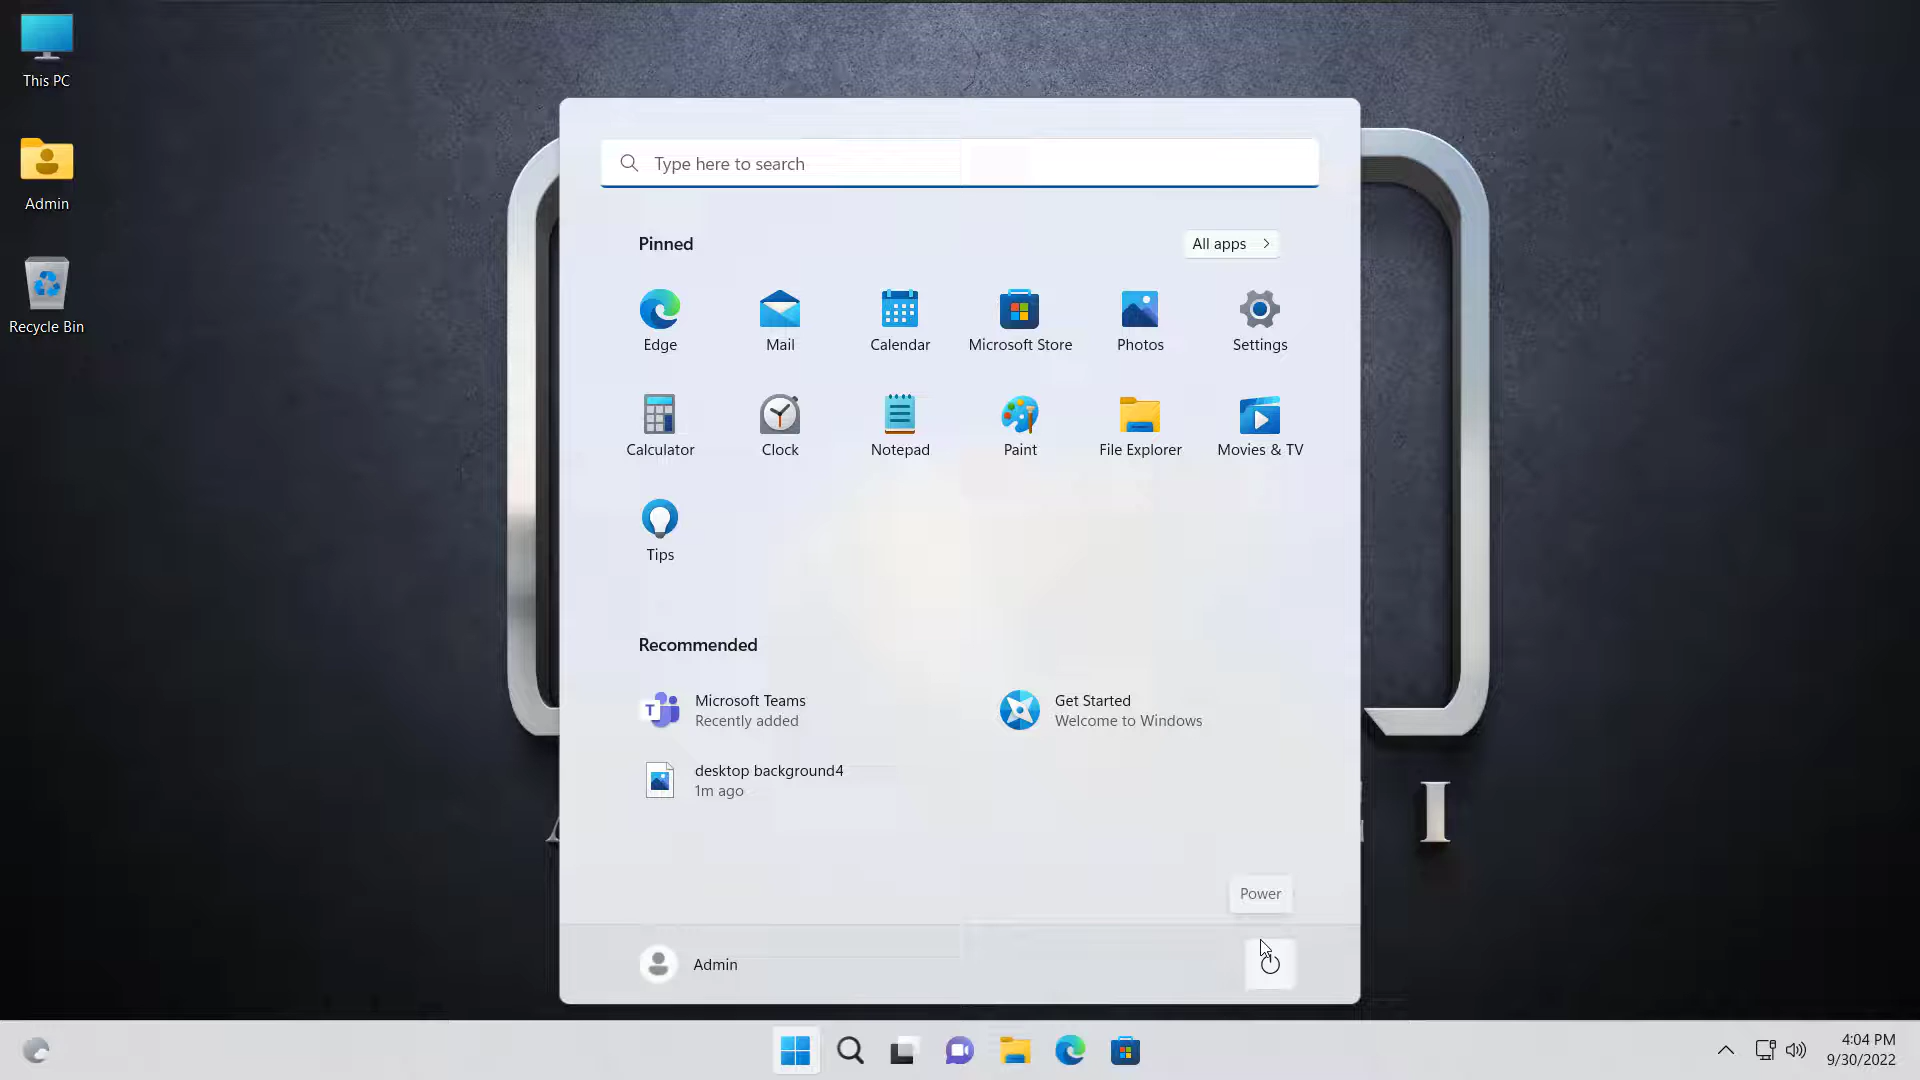 This PC
Admin
Recycle Bin
Type here to search
Pinned
All apps
Edge
Mail
Calendar
Microsoft Store
Photos
Settings
Calculator
Clock
Notepad
Paint
File Explorer
Movies & TV
Tips
Recommended
Microsoft Teams
Recently added
Get Started
Welcome to Windows
desktop background4
1m ago
Power
Admin
I
4:04 PM
9/30/2022